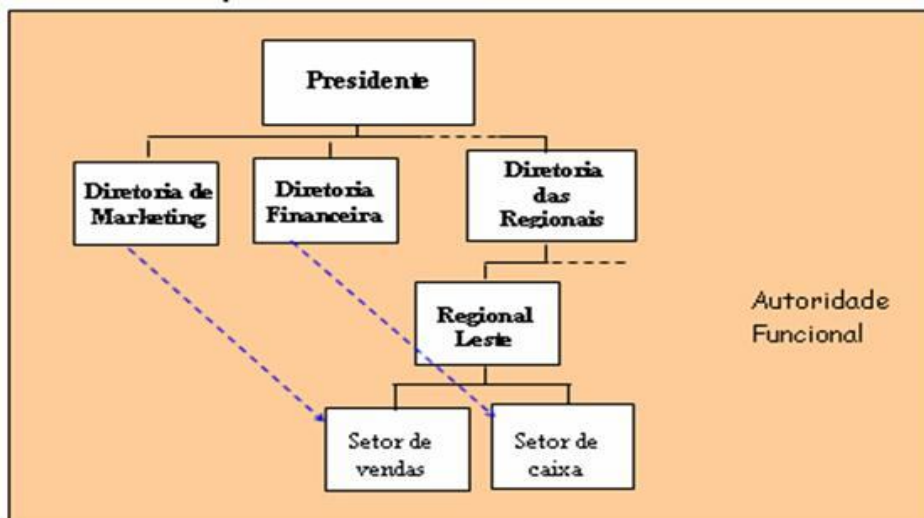 Presidente
Diretoria de
Marketing
Diretoria
Financeira
Diretoria
das
Regionais
Regional
Leste
Autoridade
Funcional
Setor de
vendas
Setor de
caixa